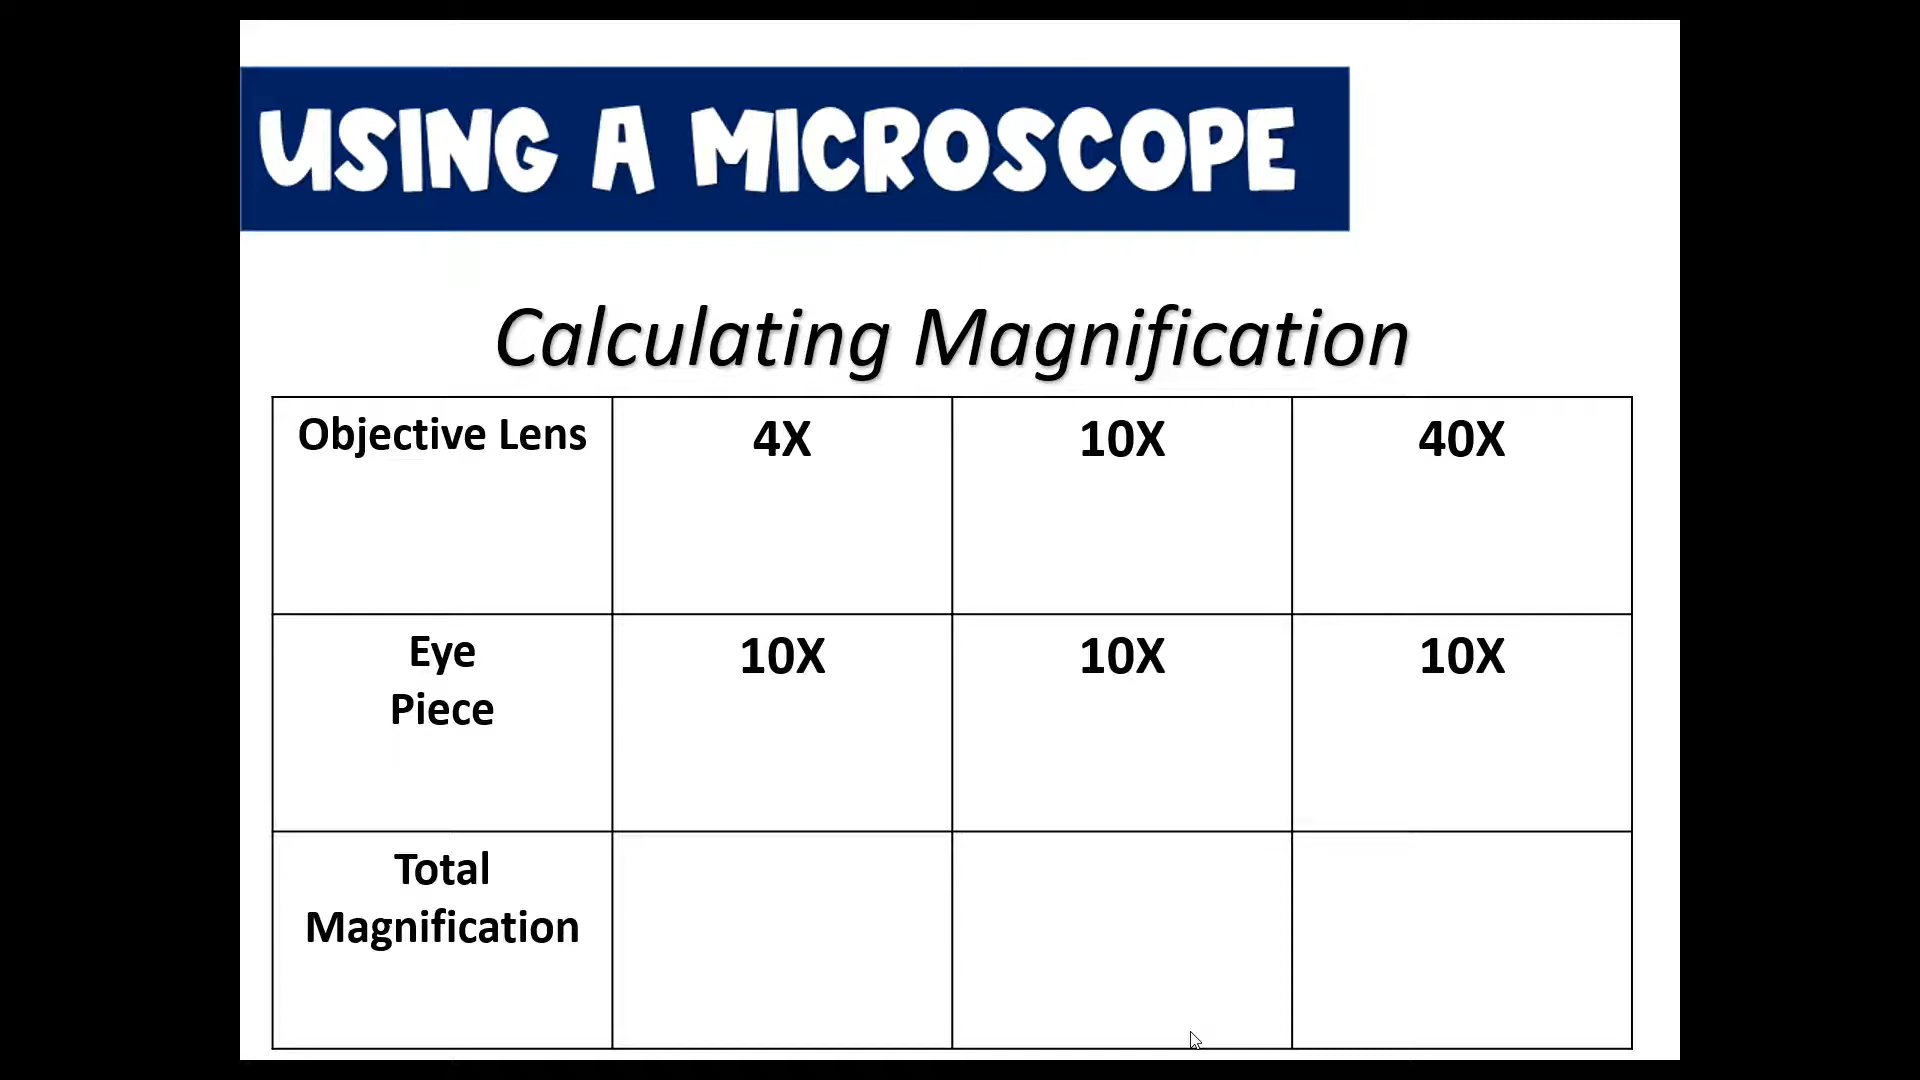 USING A MICROSCOPE
Calculating Magnification
Objective Lens 4X 10X 40X
Eye 10X 10X 10X
Piece
Total
Magnification